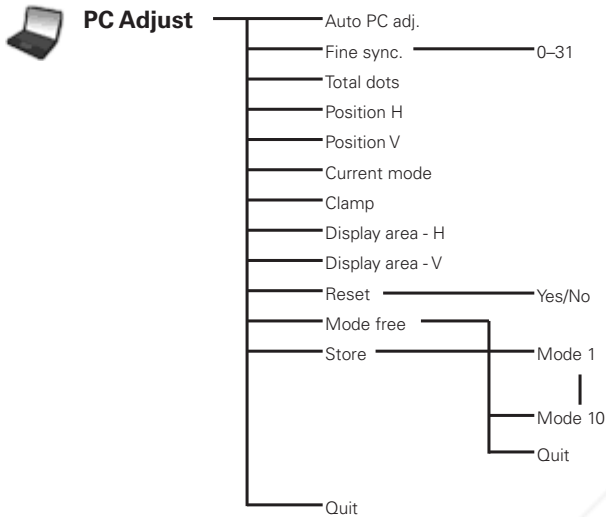 PC Adjust
Auto PC adj.
Fine sync. 0–31
Total dots
Position H
Position V
Current mode
Clamp
Display area - H
Display area - V
Reset Yes/No
Mode free
Store Mode 1
Mode 10
Quit
Quit